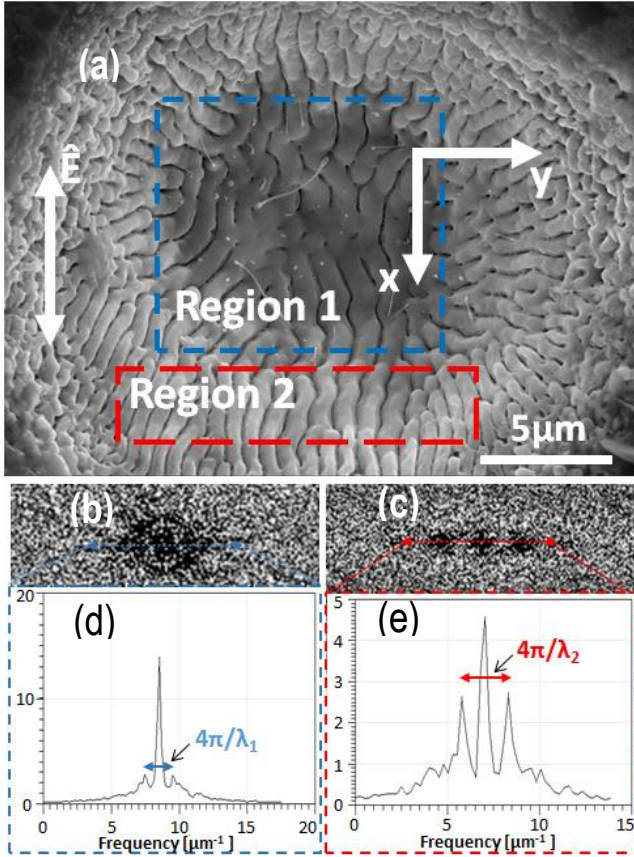 (a)
Ê
y
x
Region 1
Region 2
5μm
(b)
(c)
20
10
0
(d)
4π/λ1
0
5
10
15
20
Frequency [μm-1]
5
4
3
2
1
0
(e)
4π/λ2
0
5
10
15
Frequency [μm-1]